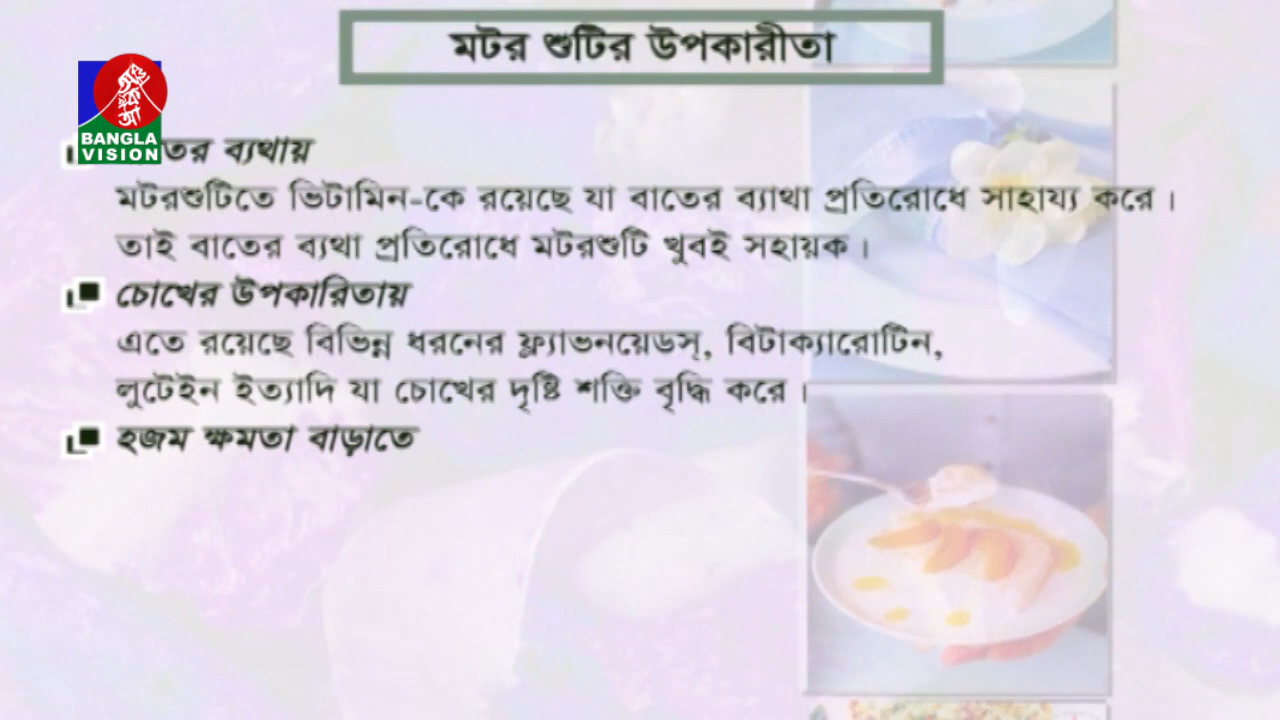 মটর শুটির উপকারীতা
BANGLA
VISION
ব্যথায়
মটরশুটিতে ভিটামিন-কে রয়েছে যা বাতের ব্যাথা প্রতিরোধে সাহায্য করে।
তাই বাতের ব্যথা প্রতিরোধে মটরশুটি খুবই সহায়ক।
চোখের উপকারিতায়
এতে রয়েছে বিভিন্ন ধরনের ফ্ল্যাভনয়েডস্, বিটাক্যারোটিন,
লুটেইন ইত্যাদি যা চোখের দৃষ্টি শক্তি বৃদ্ধি করে।
হজম ক্ষমতা বাড়াতে